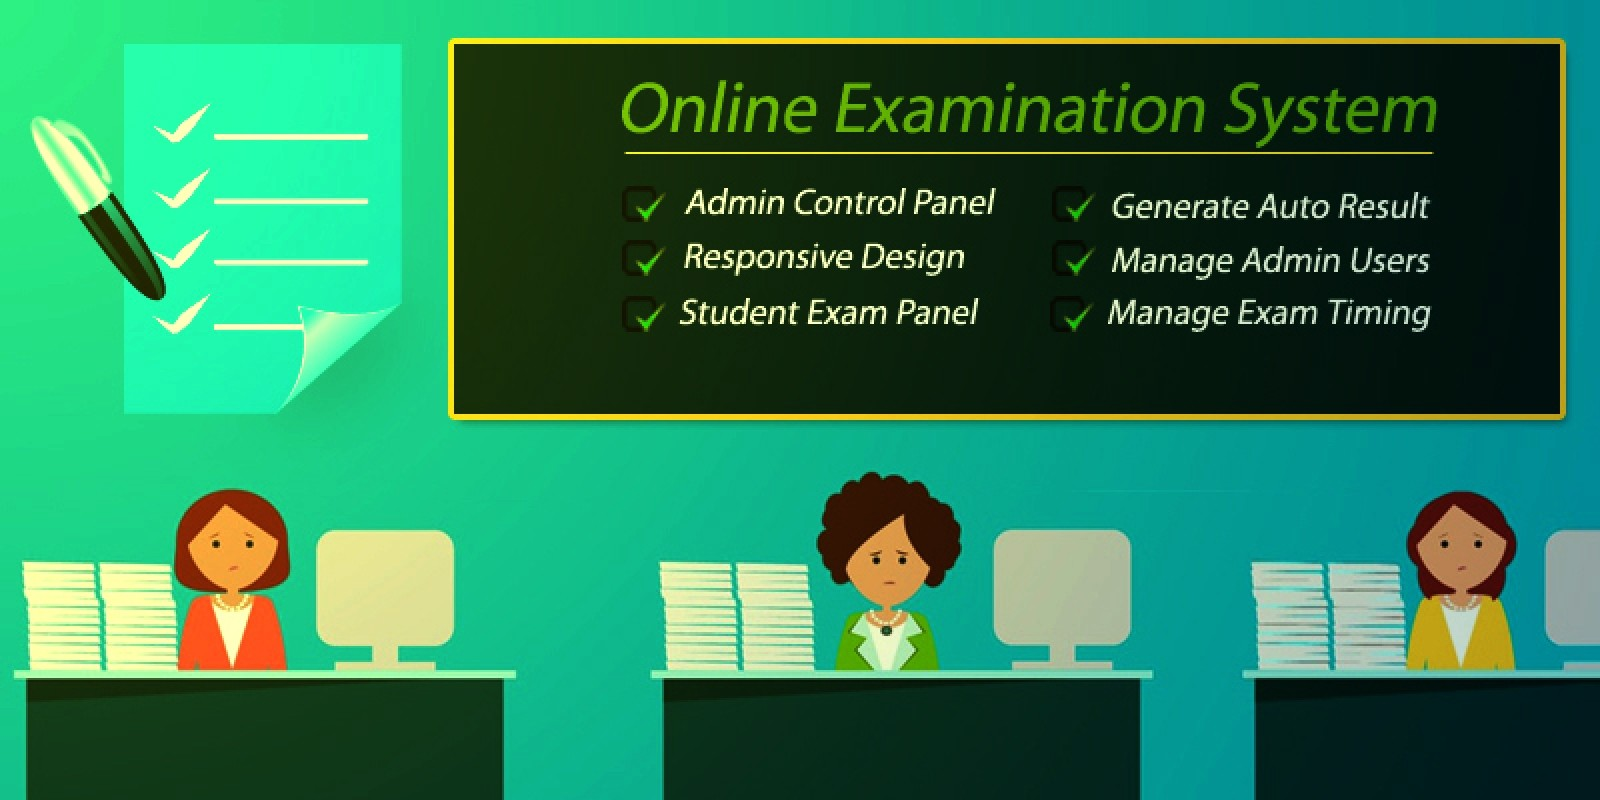 Online Examination System
Admin Control Panel
Responsive Design
Student Exam Panel
Generate Auto Result
Manage Admin Users
Manage Exam Timing